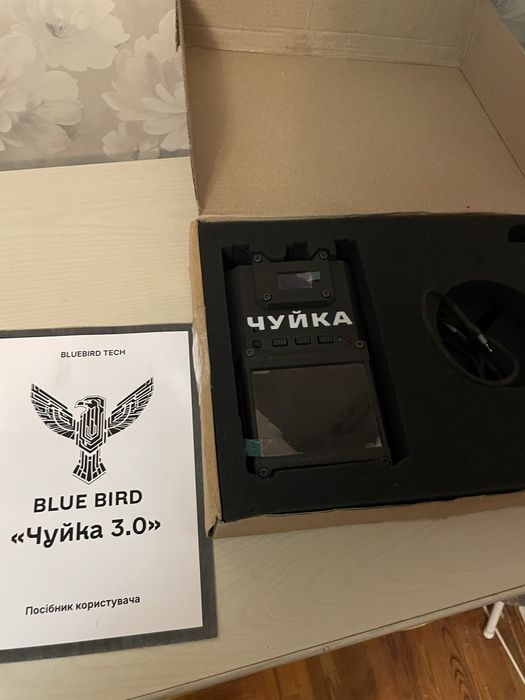 ЧУЙКА
BLUEBIRD TECH
BLUE BIRD
«Чуйка 3.0»
Посібник користувача